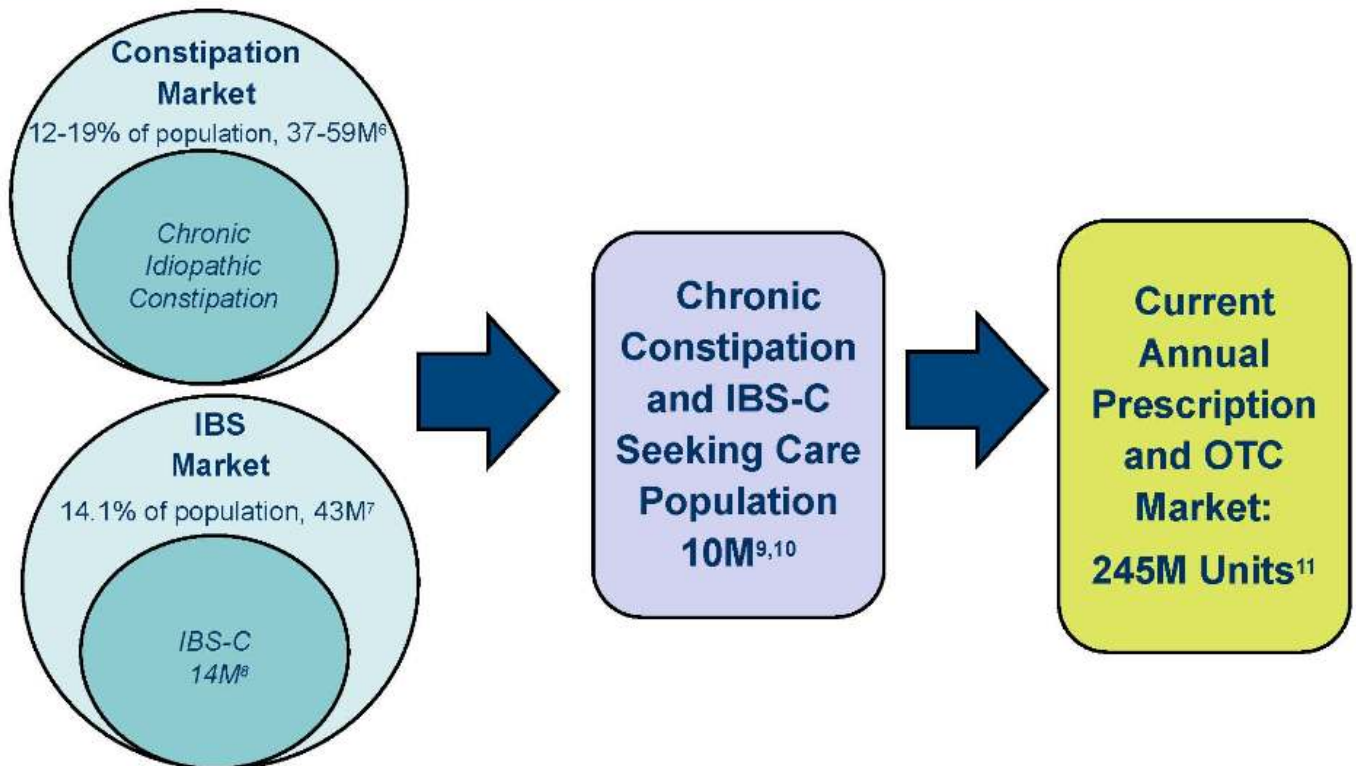 Constipation
Market
12-19% of population, 37-59M⁶
Chronic
Idiopathic
Constipation
IBS
Market
14.1% of population, 43M⁷
IBS-C
14M⁸
Chronic
Constipation
and IBS-C
Seeking Care
Population
10M⁹,¹⁰
Current
Annual
Prescription
and OTC
Market:
245M Units¹¹